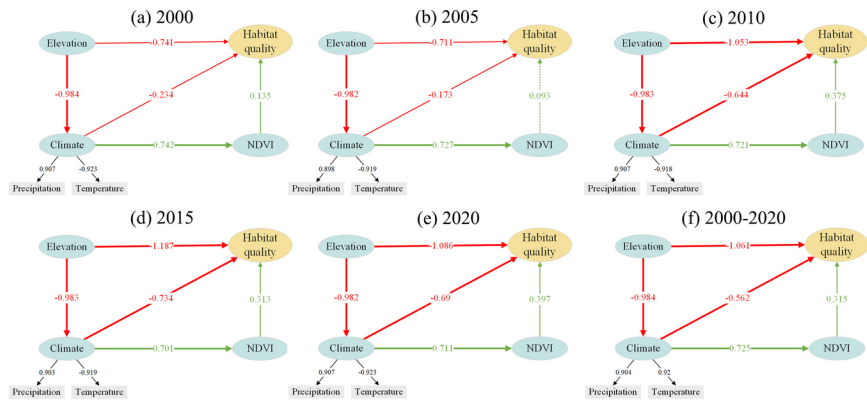 (a) 2000
Elevation
-0.741
Habitat
quality
-0.984
-0.234
0.135
Climate
0.742
NDVI
0.907
-0.923
Precipitation
Temperature
(b) 2005
Elevation
-0.711
Habitat
quality
-0.982
-0.173
0.093
Climate
0.727
NDVI
0.898
-0.919
Precipitation
Temperature
(c) 2010
Elevation
-1.053
Habitat
quality
-0.983
-0.644
0.375
Climate
0.721
NDVI
0.907
-0.918
Precipitation
Temperature
(d) 2015
Elevation
-1.187
Habitat
quality
-0.983
-0.734
0.313
Climate
0.701
NDVI
0.903
-0.919
Precipitation
Temperature
(e) 2020
Elevation
-1.086
Habitat
quality
-0.982
-0.69
0.397
Climate
0.711
NDVI
0.907
-0.923
Precipitation
Temperature
(f) 2000-2020
Elevation
-1.061
Habitat
quality
-0.984
-0.562
0.315
Climate
0.725
NDVI
0.904
0.92
Precipitation
Temperature